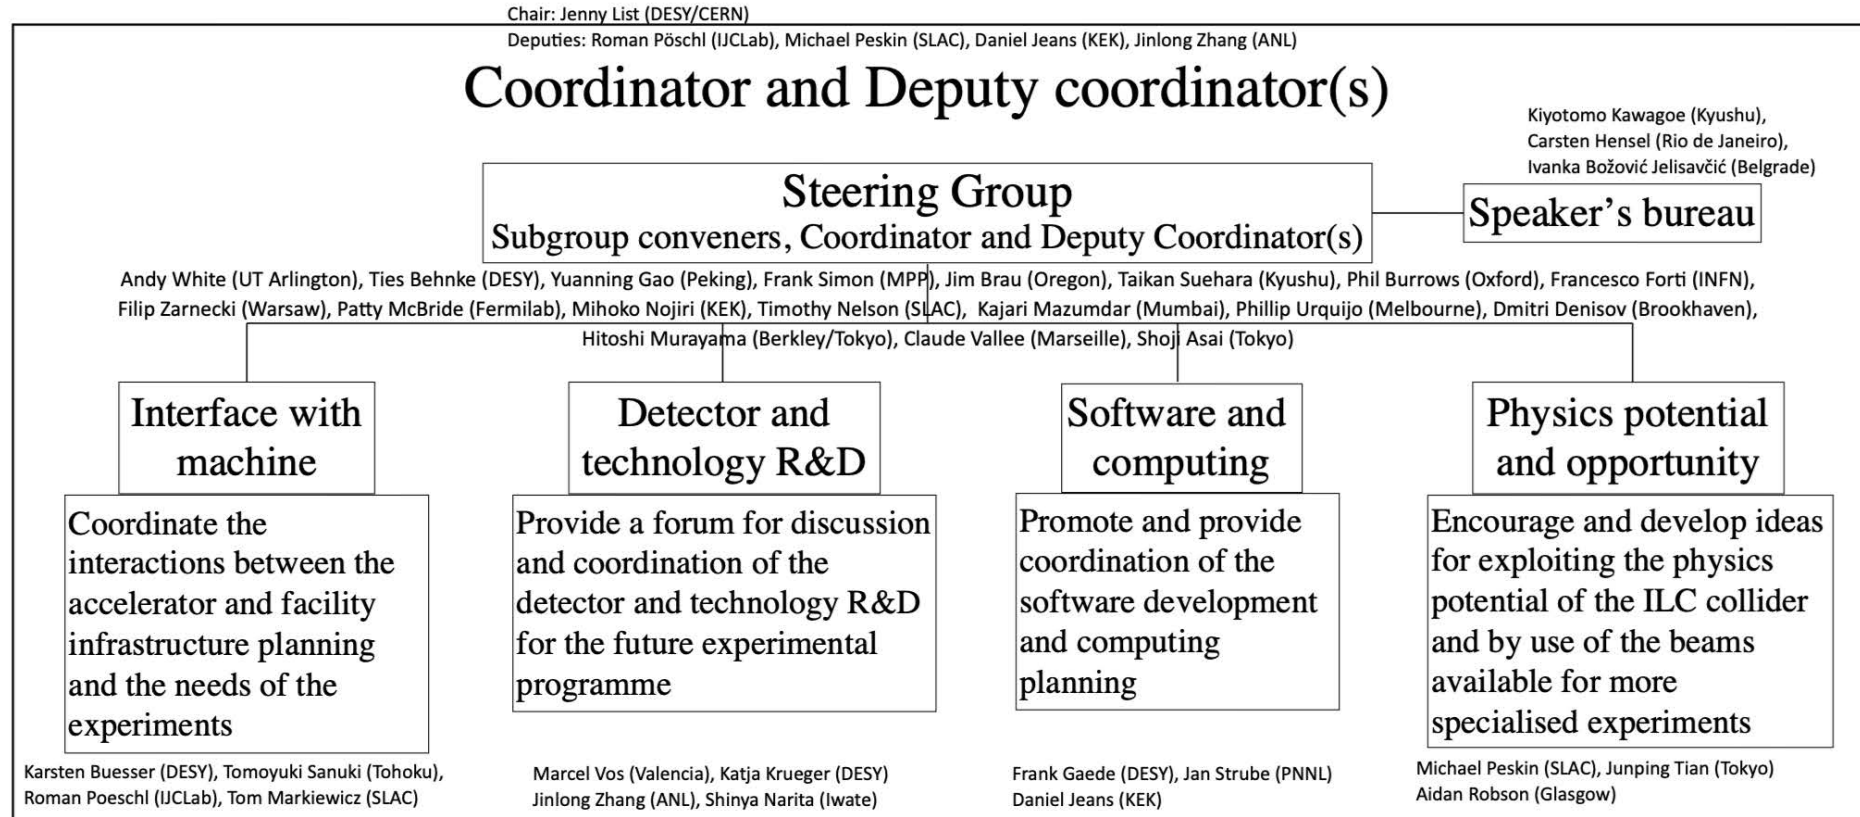 Chair: Jenny List (DESY/CERN)
Deputies: Roman Pöschl (IJCLab), Michael Peskin (SLAC), Daniel Jeans (KEK), Jinlong Zhang (ANL)
Coordinator and Deputy coordinator(s)
Kiyotomo Kawagoe (Kyushu),
Carsten Hensel (Rio de Janeiro),
Ivanka Božović Jelisavčić (Belgrade)
Steering Group
Subgroup conveners, Coordinator and Deputy Coordinator(s)
Speaker's bureau
Andy White (UT Arlington), Ties Behnke (DESY), Yuanning Gao (Peking), Frank Simon (MPP), Jim Brau (Oregon), Taikan Suehara (Kyushu), Phil Burrows (Oxford), Francesco Forti (INFN),
Filip Zarnecki (Warsaw), Patty McBride (Fermilab), Mihoko Nojiri (KEK), Timothy Nelson (SLAC), Kajari Mazumdar (Mumbai), Phillip Urquijo (Melbourne), Dmitri Denisov (Brookhaven),
Hitoshi Murayama (Berkley/Tokyo), Claude Vallee (Marseille), Shoji Asai (Tokyo)
Interface with
machine
Coordinate the
interactions between the
accelerator and facility
infrastructure planning
and the needs of the
experiments
Karsten Buesser (DESY), Tomoyuki Sanuki (Tohoku),
Roman Poeschl (IJCLab), Tom Markiewicz (SLAC)
Detector and
technology R&D
Provide a forum for discussion
and coordination of the
detector and technology R&D
for the future experimental
programme
Marcel Vos (Valencia), Katja Krueger (DESY)
Jinlong Zhang (ANL), Shinya Narita (Iwate)
Software and
computing
Promote and provide
coordination of the
software development
and computing
planning
Frank Gaede (DESY), Jan Strube (PNNL)
Daniel Jeans (KEK)
Physics potential
and opportunity
Encourage and develop ideas
for exploiting the physics
potential of the ILC collider
and by use of the beams
available for more
specialised experiments
Michael Peskin (SLAC), Junping Tian (Tokyo)
Aidan Robson (Glasgow)